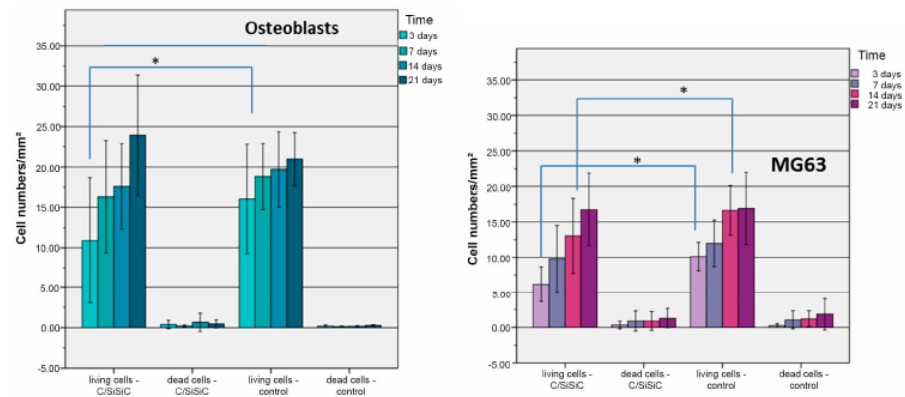 Osteoblasts
Time
3 days
7 days
14 days
21 days
35.00
30.00
25.00
20.00
15.00
10.00
5.00
0.00
-5.00
Cell numbers/mm²
*
living cells -
C/SiSiC
dead cells -
C/SiSiC
living cells -
control
dead cells -
control
MG63
Time
3 days
7 days
14 days
21 days
35.00
30.00
25.00
20.00
15.00
10.00
5.00
0.00
-5.00
Cell numbers/mm²
*
*
living cells -
C/SiSiC
dead cells -
C/SiSiC
living cells -
control
dead cells -
control